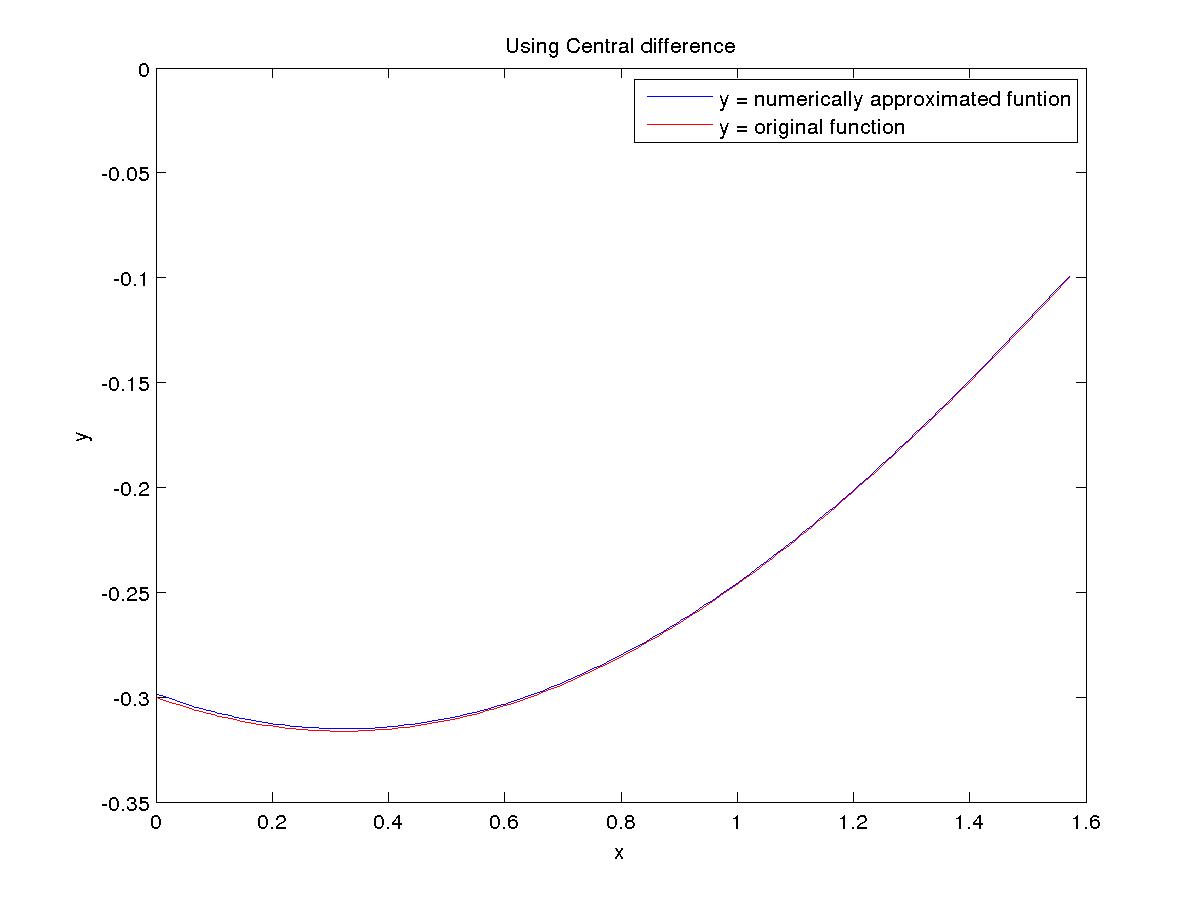 Using Central difference
y = numerically approximated funtion
y = original function
0
-0.05
-0.1
-0.15
-0.2
-0.25
-0.3
-0.35
y
0 0.2 0.4 0.6 0.8 1 1.2 1.4 1.6
x